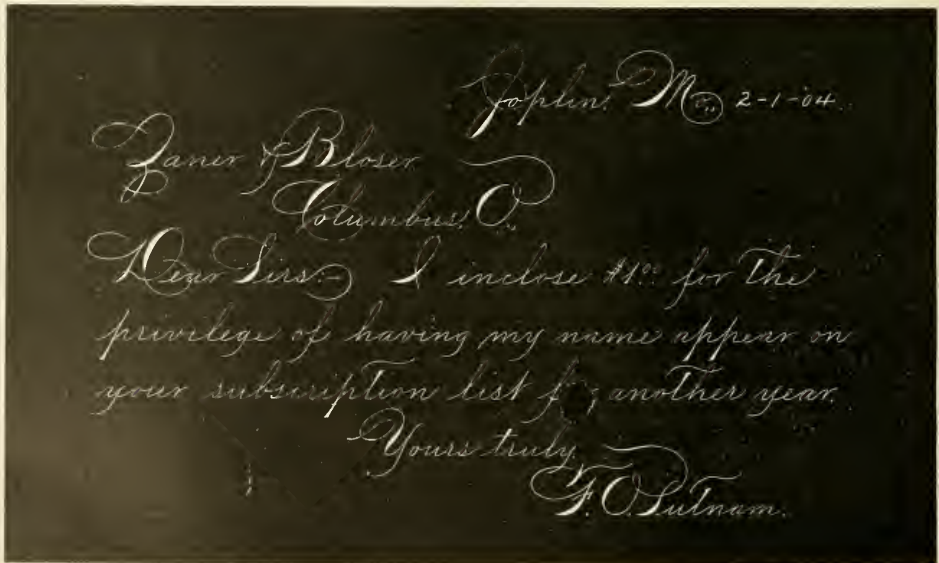 Joplin, Mo., 2-1-04.
Zaner & Bloser
Columbus, O.,
Dear Sirs:- I inclose $1.00 for the
privilege of having my name appear on
your subscription list for another year.
Yours truly,
F. O. Putnam.